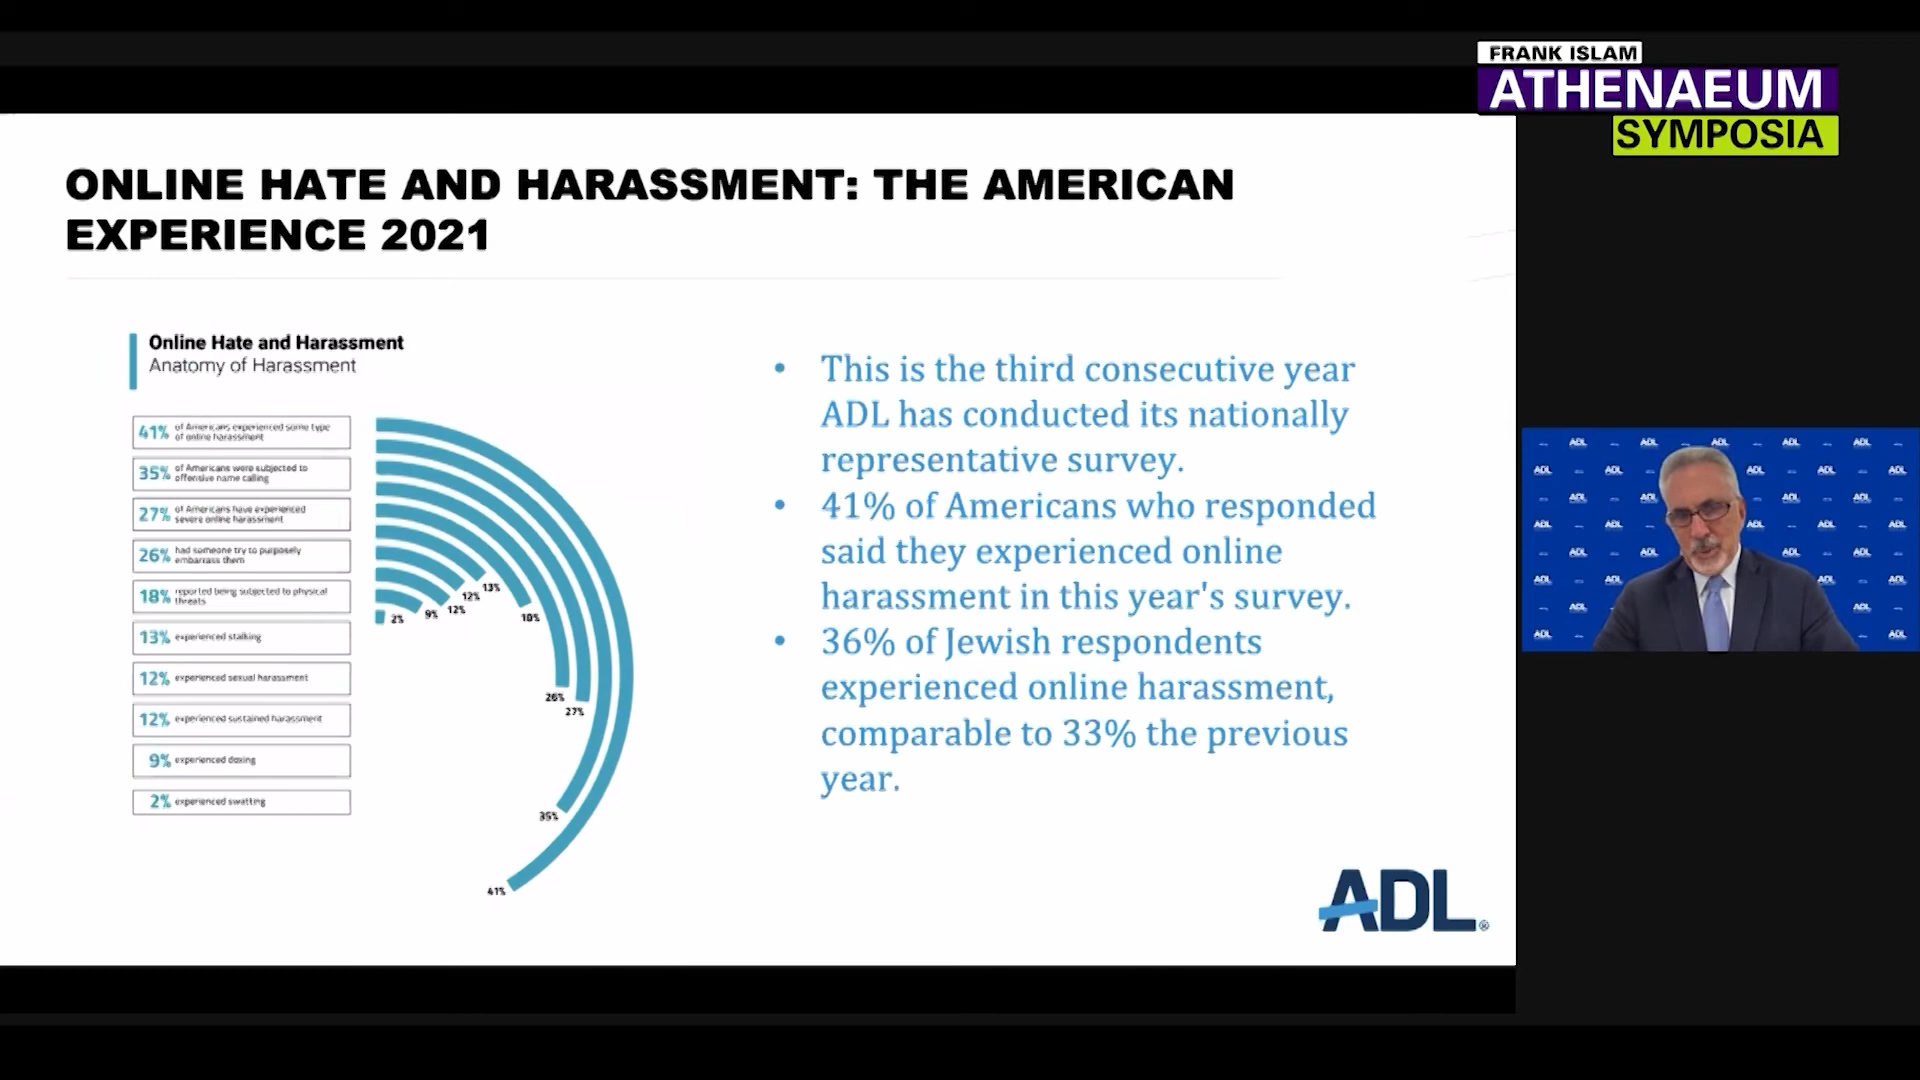 FRANK ISLAM
ATHENAEUM
SYMPOSIA
ONLINE HATE AND HARASSMENT: THE AMERICAN
EXPERIENCE 2021
Online Hate and Harassment
Anatomy of Harassment
41% of Americans experienced some type
of online harassment
35% of Americans were subjected to
offensive name calling
27% of Americans have experienced
severe online harassment
26% had someone try to purposely
embarrass them
18% reported being subjected to physical
threats
13% experienced stalking
12% experienced sexual harassment
12% experienced sustained harassment
9% experienced doxing
2% experienced swatting
2%
9%
12%
12%
13%
18%
26%
27%
35%
41%
• This is the third consecutive year
ADL has conducted its nationally
representative survey.
• 41% of Americans who responded
said they experienced online
harassment in this year's survey.
• 36% of Jewish respondents
experienced online harassment,
comparable to 33% the previous
year.
ADL®